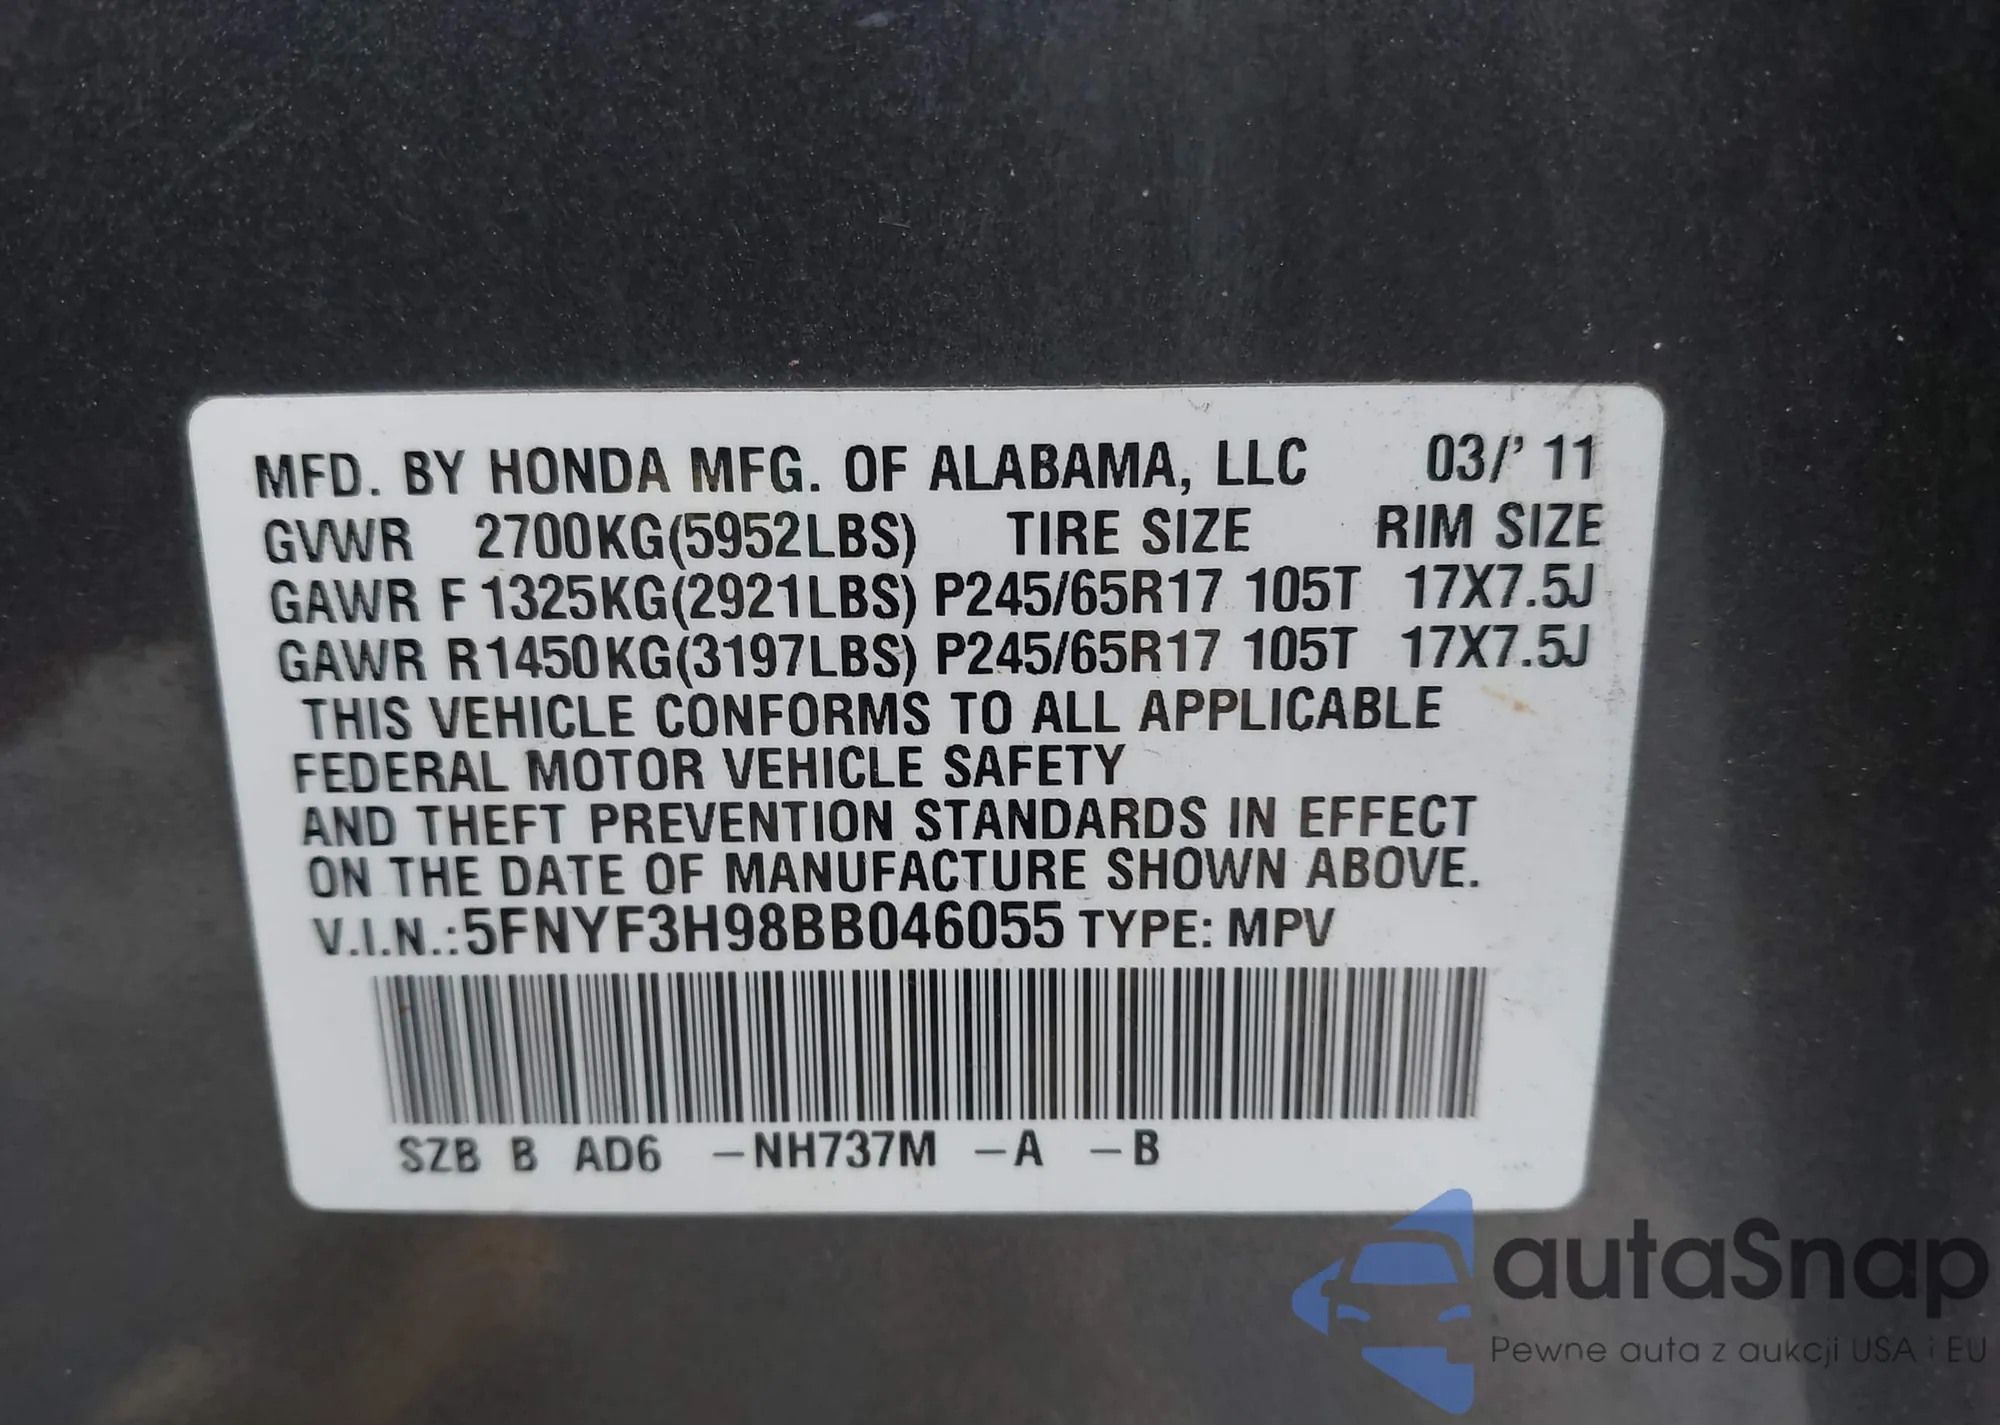 MFD. BY HONDA MFG. OF ALABAMA, LLC 03/' 11
GVWR 2700KG(5952LBS) TIRE SIZE RIM SIZE
GAWR F 1325KG(2921LBS) P245/65R17 105T 17X7.5J
GAWR R 1450KG(3197LBS) P245/65R17 105T 17X7.5J
THIS VEHICLE CONFORMS TO ALL APPLICABLE
FEDERAL MOTOR VEHICLE SAFETY
AND THEFT PREVENTION STANDARDS IN EFFECT
ON THE DATE OF MANUFACTURE SHOWN ABOVE.
V.I.N.:5FNYF3H98BB046055 TYPE: MPV
SZB B AD6 –NH737M –A –B
autaSnap
Pewne auta z aukcji USA i EU